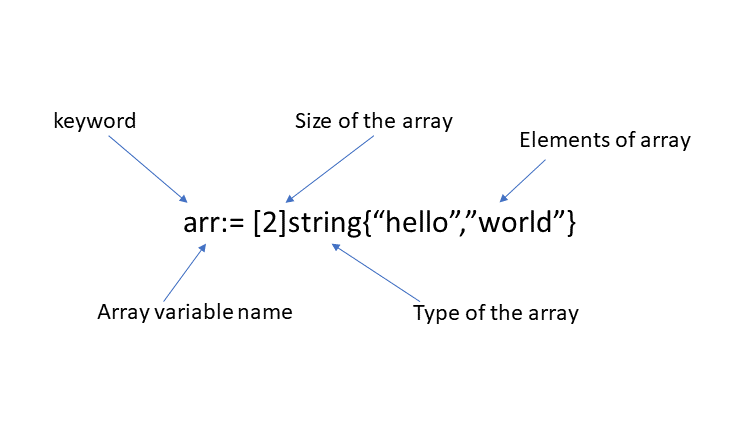 keyword
Size of the array
Elements of array
arr:= [2]string{“hello”,”world”}
Array variable name
Type of the array